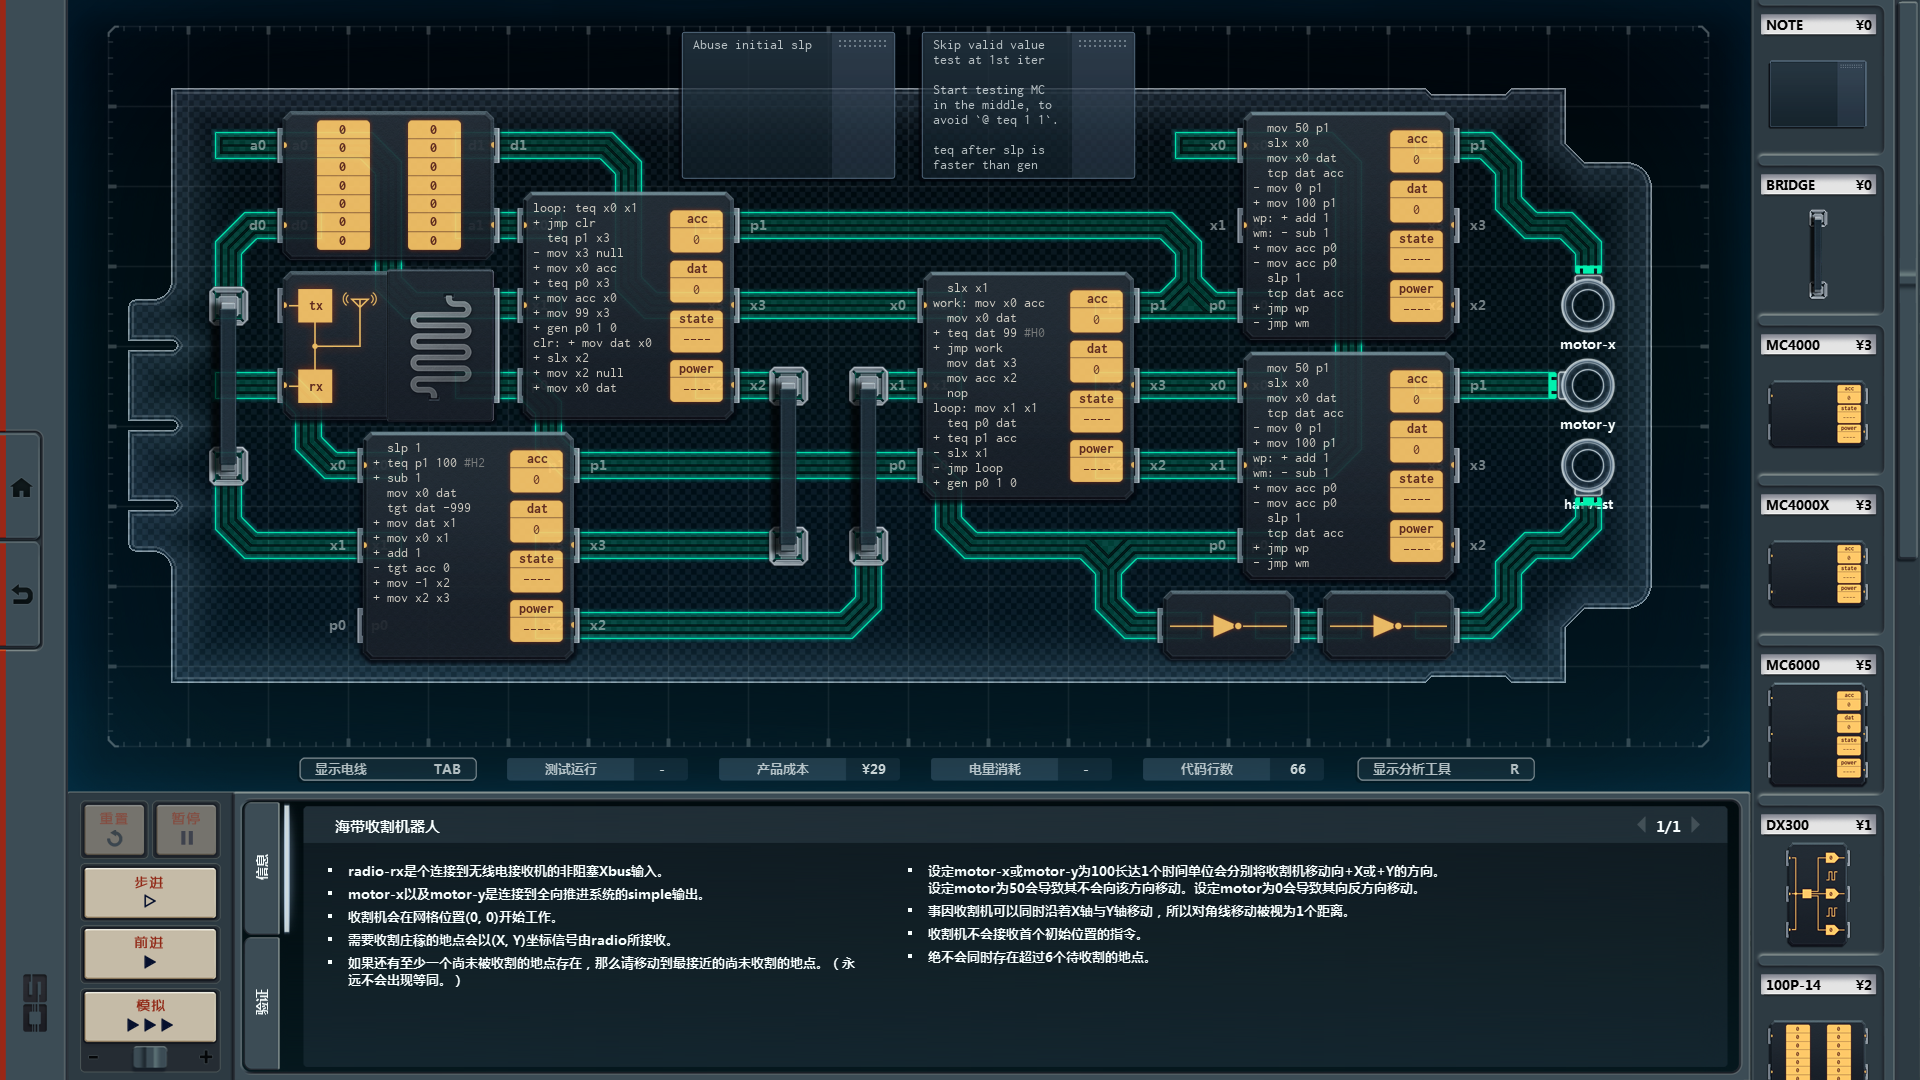 Abuse initial slp
Skip valid value
test at 1st iter
Start testing MC
in the middle, to
avoid `@ teq 1 1`.
teq after slp is
faster than gen
a0
d0
d1
0
0
0
0
0
0
0
0
0
0
0
0
0
0
tx
rx
loop: teq x0 x1
+ jmp clr
teq p1 x3
- mov x3 null
+ mov x0 acc
+ teq p0 x3
+ mov acc x0
+ mov 99 x3
+ gen p0 1 0
clr: + mov dat x0
+ slx x2
+ mov x2 null
+ mov x0 dat
acc
0
dat
0
state
----
power
----
p1
x3
x2
slp 1
+ teq p1 100 #H2
+ sub 1
mov x0 dat
tgt dat -999
+ mov dat x1
+ mov x0 x1
+ add 1
- tgt acc 0
+ mov -1 x2
+ mov x2 x3
acc
0
dat
0
state
----
power
----
x0
x1
p0
p1
x3
x2
slx x1
work: mov x0 acc
mov x0 dat
+ teq dat 99 #H0
+ jmp work
mov dat x3
mov acc x2
nop
loop: mov x1 x1
teq p0 dat
+ teq p1 acc
- slx x1
- jmp loop
+ gen p0 1 0
acc
0
dat
0
state
----
power
----
x0
x1
p0
p1
x3
x2
mov 50 p1
slx x0
mov x0 dat
tcp dat acc
- mov 0 p1
+ mov 100 p1
wp: + add 1
wm: - sub 1
+ mov acc p0
- mov acc p0
slp 1
tcp dat acc
+ jmp wp
- jmp wm
acc
0
dat
0
state
----
power
----
x0
x1
p0
p1
x3
x2
mov 50 p1
slx x0
mov x0 dat
tcp dat acc
- mov 0 p1
+ mov 100 p1
wp: + add 1
wm: - sub 1
+ mov acc p0
- mov acc p0
slp 1
tcp dat acc
+ jmp wp
- jmp wm
acc
0
dat
0
state
----
power
----
x0
x1
p0
p1
x3
x2
motor-x
motor-y
显示电线 TAB
测试运行 -
产品成本 ¥29
电量消耗 -
代码行数 66
显示分析工具 R
重置
暂停
步进
前进
模拟
- +
信息
验证
海带收割机器人
1/1
▪ radio-rx是个连接到无线电接收机的非阻塞Xbus输入。
▪ motor-x以及motor-y是连接到全向推进系统的simple输出。
▪ 收割机会在网格位置(0, 0)开始工作。
▪ 需要收割庄稼的地点会以(X, Y)坐标信号由radio所接收。
▪ 如果还有至少一个尚未被收割的地点存在，那么请移动到最接近的尚未收割的地点。（永
远不会出现等同。）
▪ 设定motor-x或motor-y为100长达1个时间单位会分别将收割机移动向+X或+Y的方向。
设定motor为50会导致其不会向该方向移动。设定motor为0会导致其向反方向移动。
▪ 事因收割机可以同时沿着X轴与Y轴移动，所以对角线移动被视为1个距离。
▪ 收割机不会接收首个初始位置的指令。
▪ 绝不会同时存在超过6个待收割的地点。
NOTE ¥0
BRIDGE ¥0
MC4000 ¥3
MC4000X ¥3
MC6000 ¥5
DX300 ¥1
100P-14 ¥2